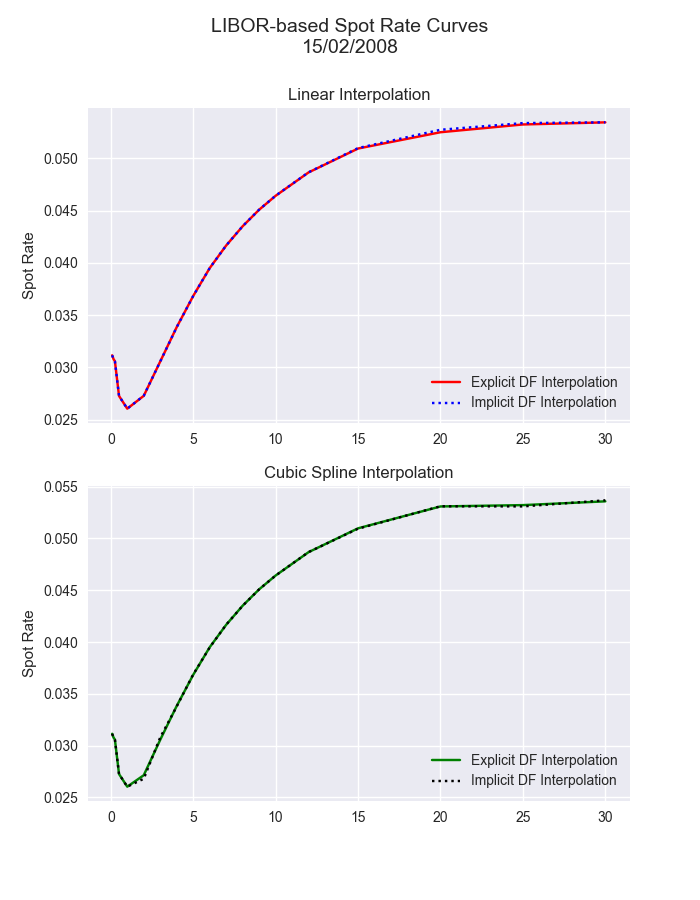 LIBOR-based Spot Rate Curves
15/02/2008
Linear Interpolation
0.050
0.045
0.040
0.035
0.030
0.025
Spot Rate
Explicit DF Interpolation
Implicit DF Interpolation
0 5 10 15 20 25 30
Cubic Spline Interpolation
0.055
0.050
0.045
0.040
0.035
0.030
0.025
Spot Rate
Explicit DF Interpolation
Implicit DF Interpolation
0 5 10 15 20 25 30